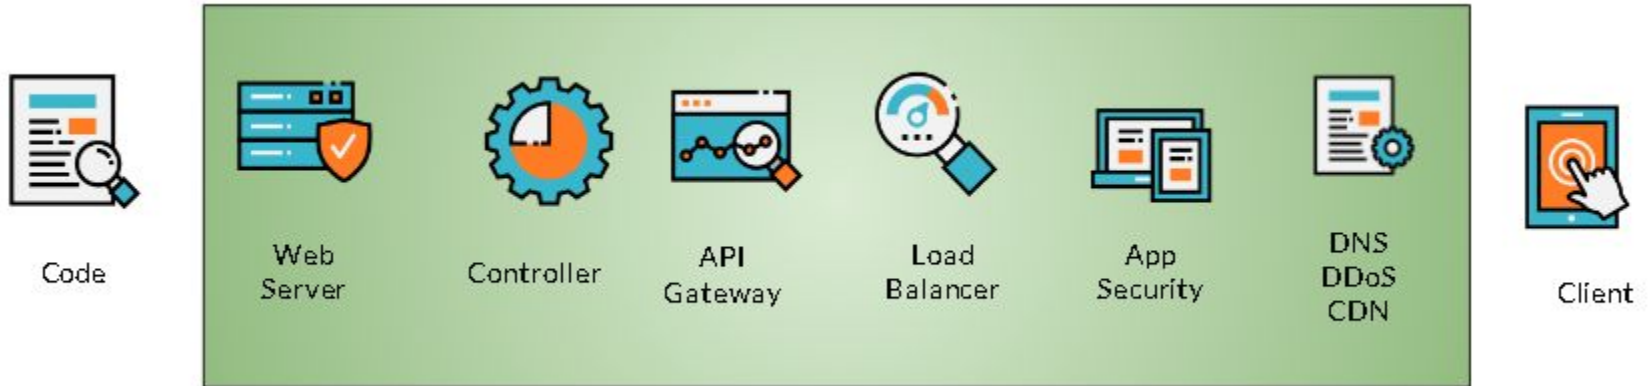 Code
Web
Server
Controller
API
Gateway
Load
Balancer
App
Security
DNS
DDoS
CDN
Client